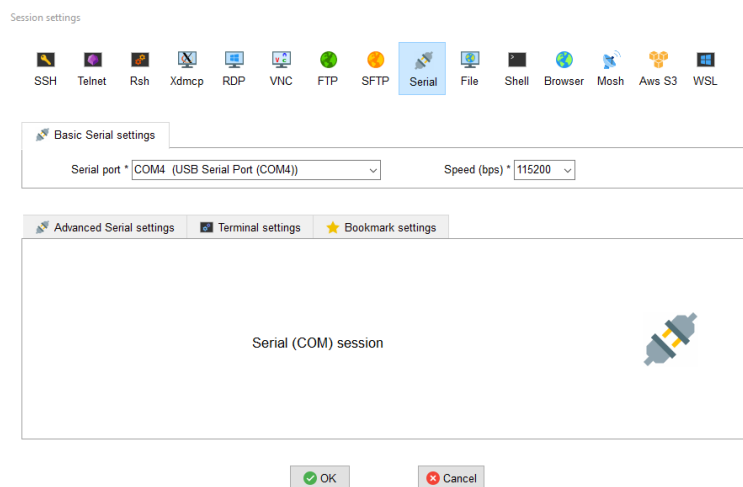 Session settings
SSH Telnet Rsh Xdmcp RDP VNC FTP SFTP Serial File Shell Browser Mosh Aws S3 WSL
Basic Serial settings
Serial port * COM4 (USB Serial Port (COM4)) Speed (bps) * 115200
Advanced Serial settings Terminal settings Bookmark settings
Serial (COM) session
OK Cancel